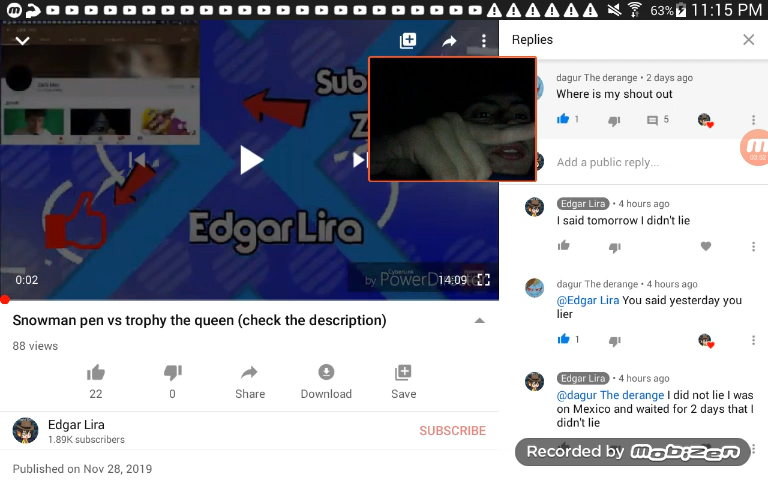 63% 11:15 PM
Sub
Z
Edgar Lira
by CyberLink PowerDirector
0:02
14:09
Snowman pen vs trophy the queen (check the description)
88 views
22
0
Share
Download
Save
Edgar Lira
1.89K subscribers
SUBSCRIBE
Published on Nov 28, 2019
Replies
dagur The derange • 2 days ago
Where is my shout out
1
5
Add a public reply...
Edgar Lira • 4 hours ago
I said tomorrow I didn't lie
dagur The derange • 4 hours ago
@Edgar Lira You said yesterday you
lier
1
Edgar Lira • 4 hours ago
@dagur The derange I did not lie I was
on Mexico and waited for 2 days that I
didn't lie
Recorded by mobizen